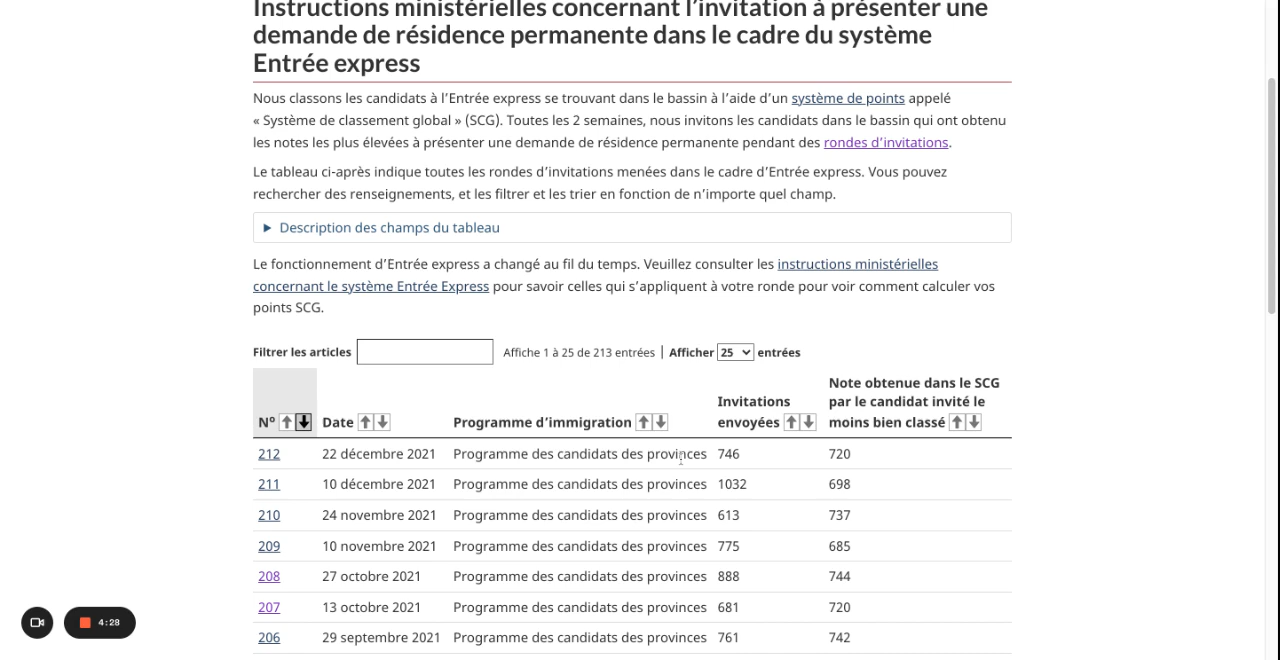 Instructions ministérielles concernant l’invitation à présenter une
demande de résidence permanente dans le cadre du système
Entrée express
Nous classons les candidats à l’Entrée express se trouvant dans le bassin à l’aide d’un système de points appelé
« Système de classement global » (SCG). Toutes les 2 semaines, nous invitons les candidats dans le bassin qui ont obtenu
les notes les plus élevées à présenter une demande de résidence permanente pendant des rondes d’invitations.
Le tableau ci-après indique toutes les rondes d’invitations menées dans le cadre d’Entrée express. Vous pouvez
rechercher des renseignements, et les filtrer et les trier en fonction de n’importe quel champ.
Description des champs du tableau
Le fonctionnement d’Entrée express a changé au fil du temps. Veuillez consulter les instructions ministérielles
concernant le système Entrée Express pour savoir celles qui s’appliquent à votre ronde pour voir comment calculer vos
points SCG.
Filtrer les articles Affiche 1 à 25 de 213 entrées | Afficher 25 entrées
Nº Date Programme d’immigration Invitations envoyées Note obtenue dans le SCG par le candidat invité le moins bien classé
212 22 décembre 2021 Programme des candidats des provinces 746 720
211 10 décembre 2021 Programme des candidats des provinces 1032 698
210 24 novembre 2021 Programme des candidats des provinces 613 737
209 10 novembre 2021 Programme des candidats des provinces 775 685
208 27 octobre 2021 Programme des candidats des provinces 888 744
207 13 octobre 2021 Programme des candidats des provinces 681 720
206 29 septembre 2021 Programme des candidats des provinces 761 742
4:28